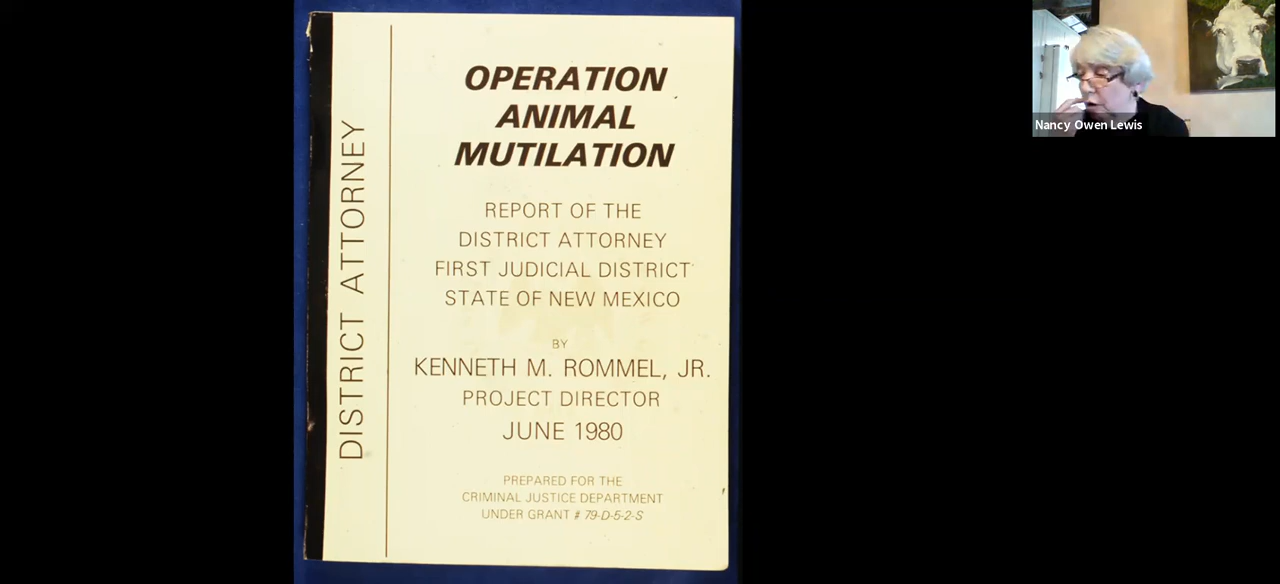 OPERATION
ANIMAL
MUTILATION
REPORT OF THE
DISTRICT ATTORNEY
FIRST JUDICIAL DISTRICT
STATE OF NEW MEXICO
BY
KENNETH M. ROMMEL, JR.
PROJECT DIRECTOR
JUNE 1980
PREPARED FOR THE
CRIMINAL JUSTICE DEPARTMENT
UNDER GRANT # 79-D-5-2-S
DISTRICT ATTORNEY
Nancy Owen Lewis